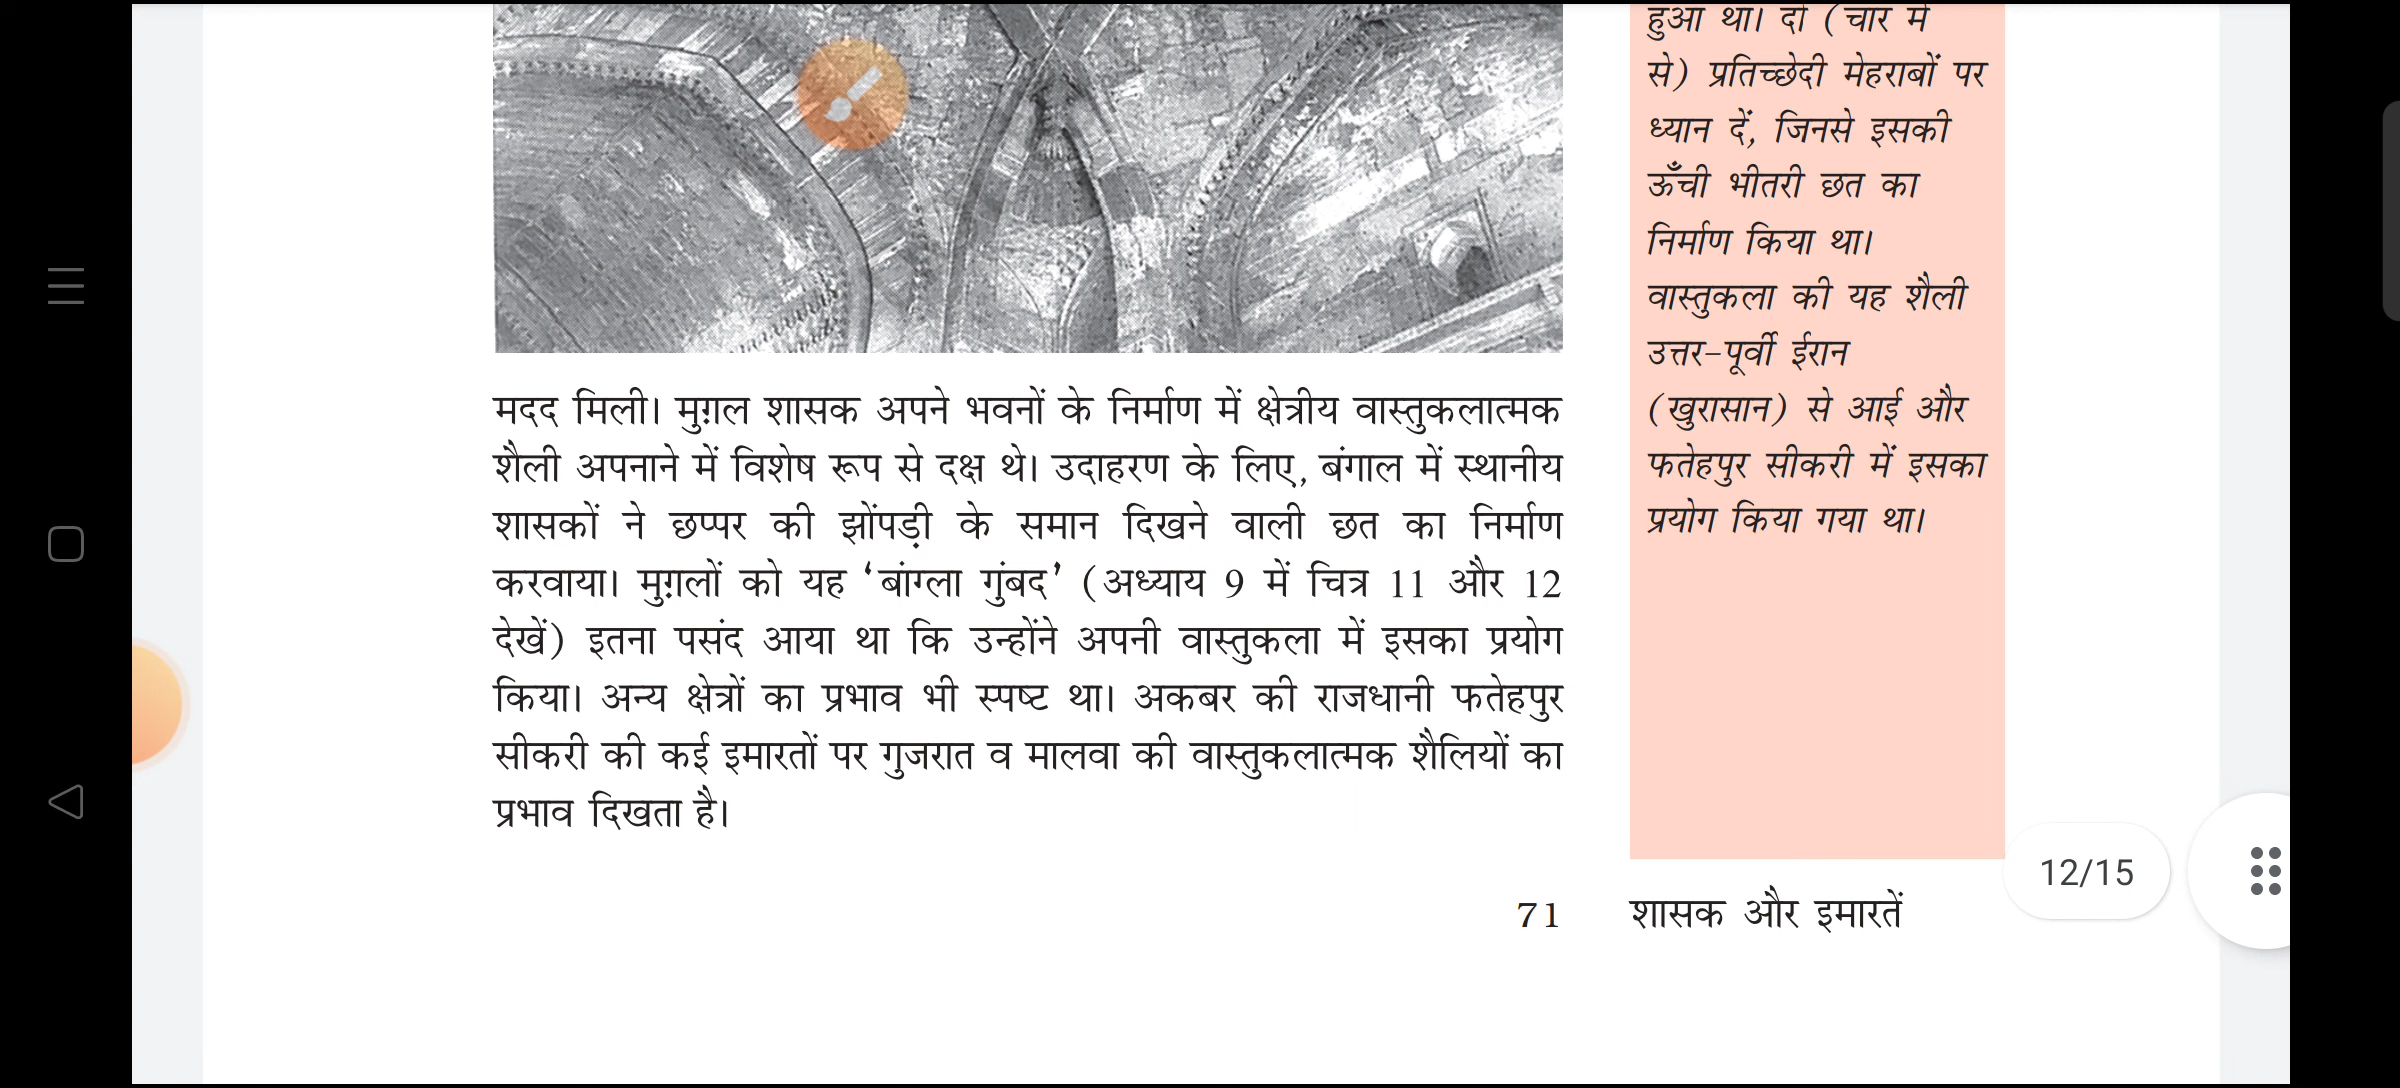 मदद मिली। मुग़ल शासक अपने भवनों के निर्माण में क्षेत्रीय वास्तुकलात्मक
शैली अपनाने में विशेष रूप से दक्ष थे। उदाहरण के लिए, बंगाल में स्थानीय
शासकों ने छप्पर की झोंपड़ी के समान दिखने वाली छत का निर्माण
करवाया। मुग़लों को यह ‘बांग्ला गुंबद’ (अध्याय 9 में चित्र 11 और 12
देखें) इतना पसंद आया था कि उन्होंने अपनी वास्तुकला में इसका प्रयोग
किया। अन्य क्षेत्रों का प्रभाव भी स्पष्ट था। अकबर की राजधानी फतेहपुर
सीकरी की कई इमारतों पर गुजरात व मालवा की वास्तुकलात्मक शैलियों का
प्रभाव दिखता है।
हुआ था। दो (चार में
से) प्रतिच्छेदी मेहराबों पर
ध्यान दें, जिनसे इसकी
ऊँची भीतरी छत का
निर्माण किया था।
वास्तुकला की यह शैली
उत्तर-पूर्वी ईरान
(खुरासान) से आई और
फतेहपुर सीकरी में इसका
प्रयोग किया गया था।
12/15
71
शासक और इमारतें